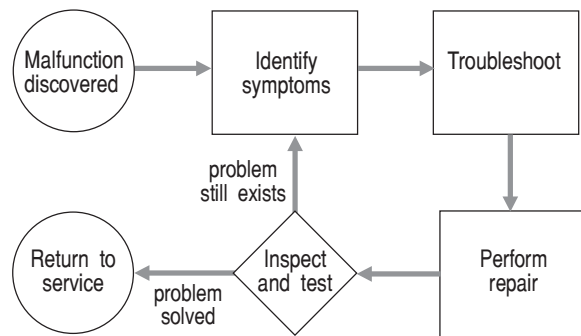 Malfunction
discovered
Identify
symptoms
Troubleshoot
problem
still exists
Return to
service
problem
solved
Inspect
and test
Perform
repair